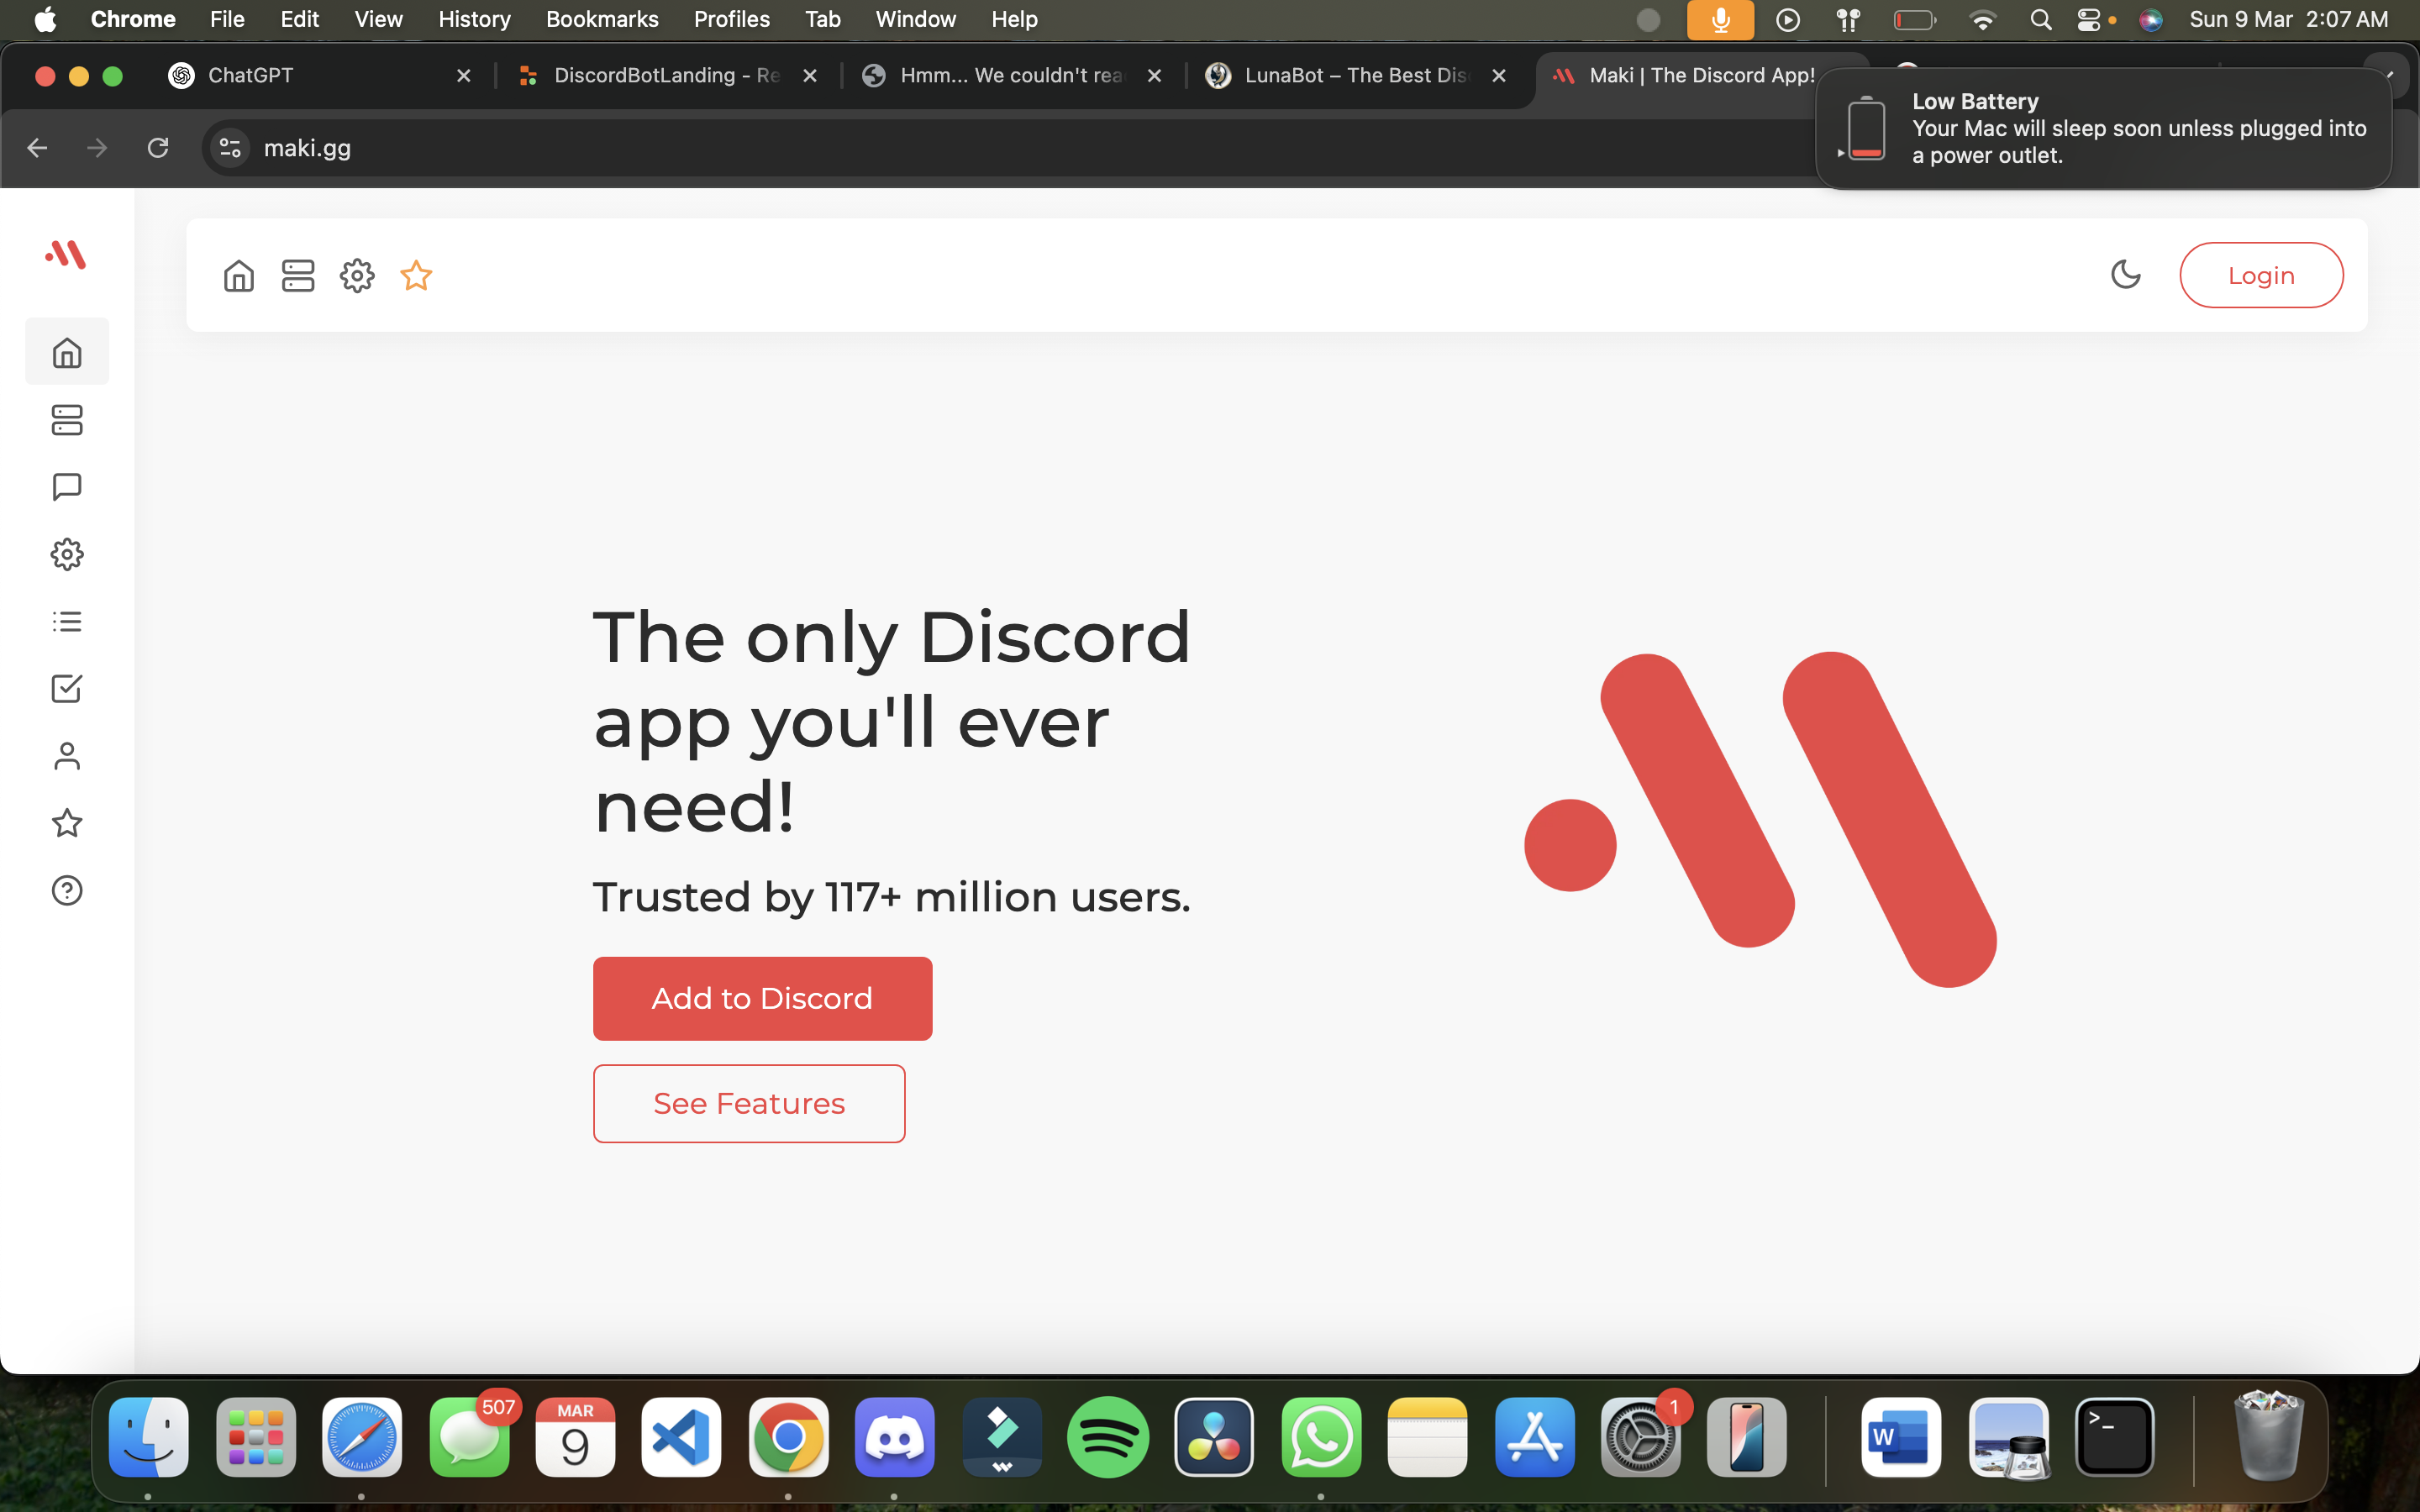 Chrome File Edit View History Bookmarks Profiles Tab Window Help Sun 9 Mar 2:07 AM
ChatGPT DiscordBotLanding - Re Hmm... We couldn't rea LunaBot – The Best Dis Maki | The Discord App!
Low Battery
Your Mac will sleep soon unless plugged into
a power outlet.
maki.gg
Login
The only Discord
app you'll ever
need!
Trusted by 117+ million users.
Add to Discord
See Features
507
MAR
9
1
W
>_